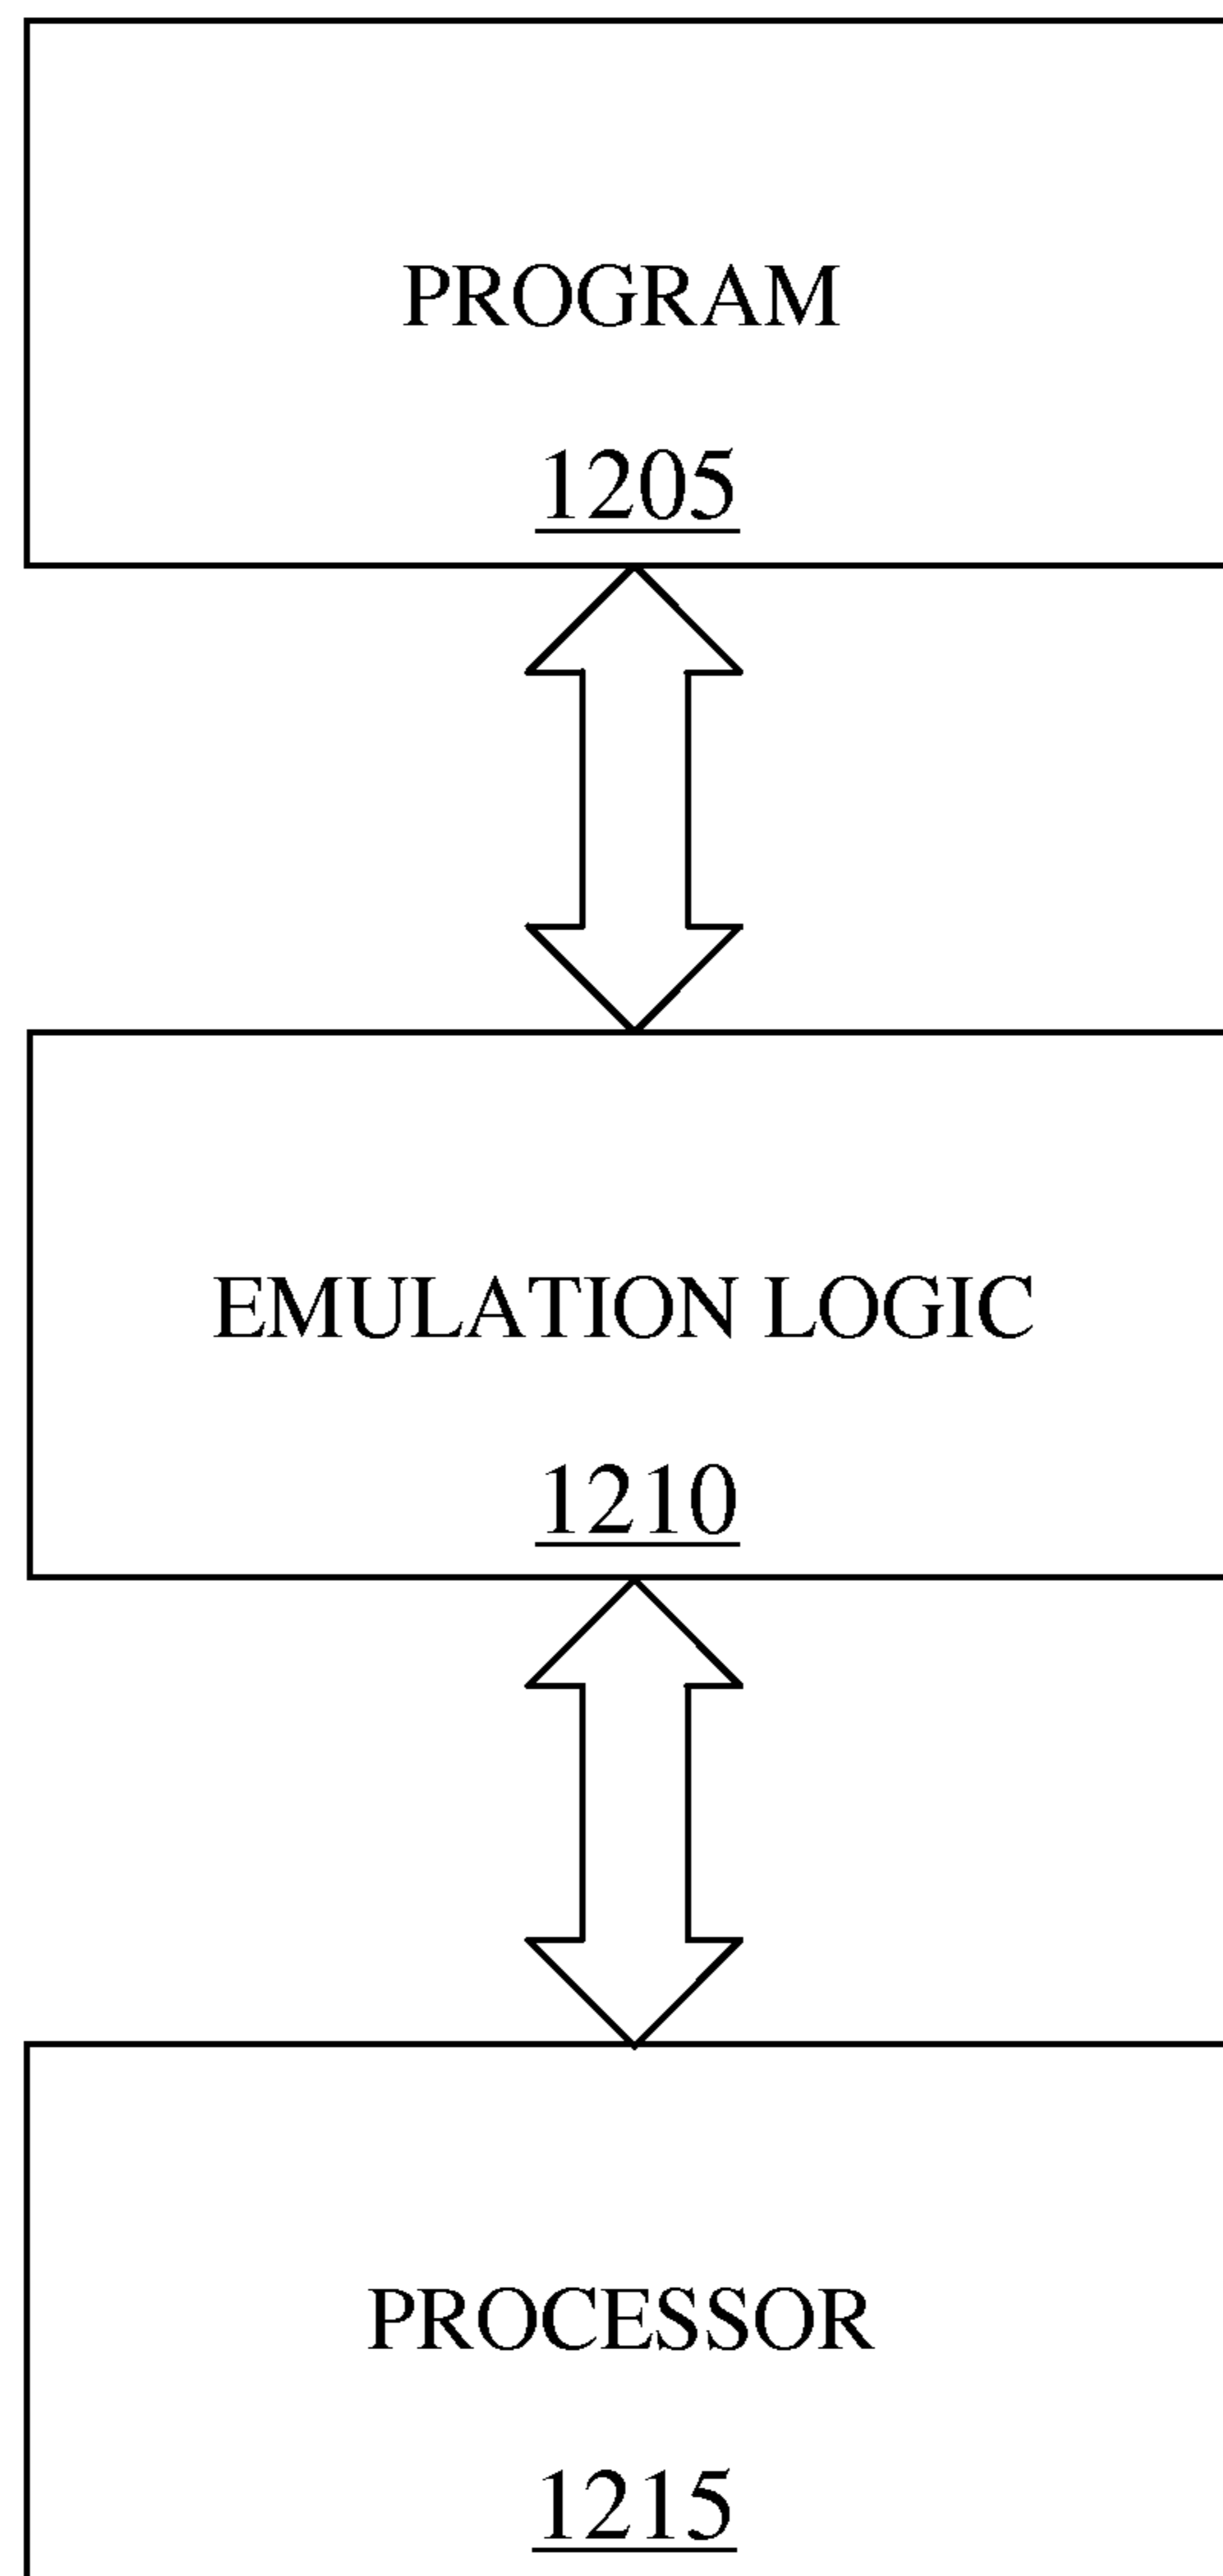 PROGRAM
1205
EMULATION LOGIC
1210
PROCESSOR
1215